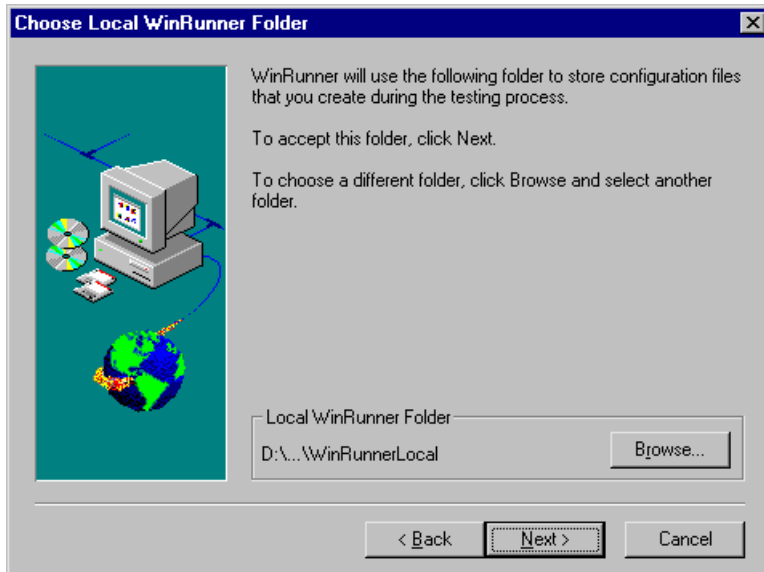 Choose Local WinRunner Folder
WinRunner will use the following folder to store configuration files
that you create during the testing process.
To accept this folder, click Next.
To choose a different folder, click Browse and select another
folder.
Local WinRunner Folder
D:\...\WinRunnerLocal
Browse...
< Back
Next >
Cancel